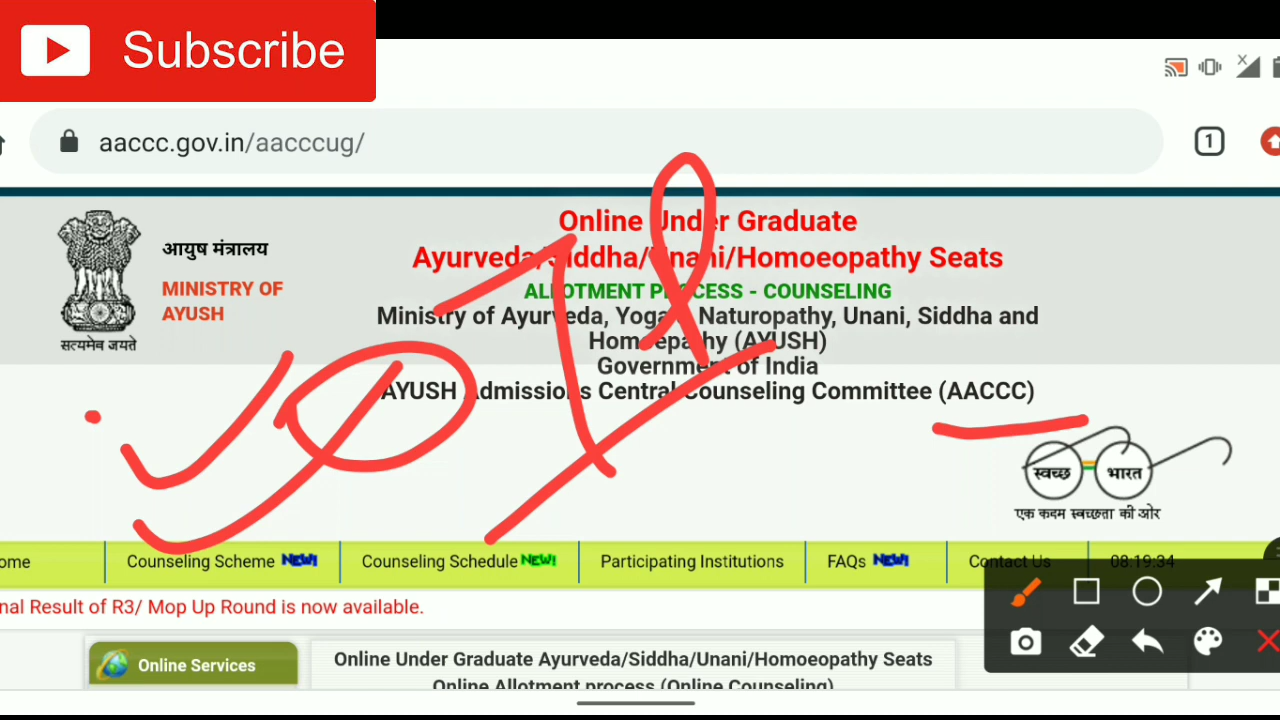 Subscribe
aaccc.gov.in/aacccug/
1
आयुष मंत्रालय
MINISTRY OF
AYUSH
सत्यमेव जयते
Online Under Graduate
Ayurveda/Siddha/Unani/Homoeopathy Seats
ALLOTMENT PROCESS - COUNSELING
Ministry of Ayurveda, Yoga Naturopathy, Unani, Siddha and
Homoeopathy (AYUSH)
Government of India
AYUSH Admissions Central Counseling Committee (AACCC)
स्वच्छ भारत
एक कदम स्वच्छता की ओर
ome Counseling Scheme NEW! Counseling Schedule NEW! Participating Institutions FAQs NEW! Contact Us 08:19:34
nal Result of R3/ Mop Up Round is now available.
Online Services
Online Under Graduate Ayurveda/Siddha/Unani/Homoeopathy Seats
Online Allotment process (Online Counseling)